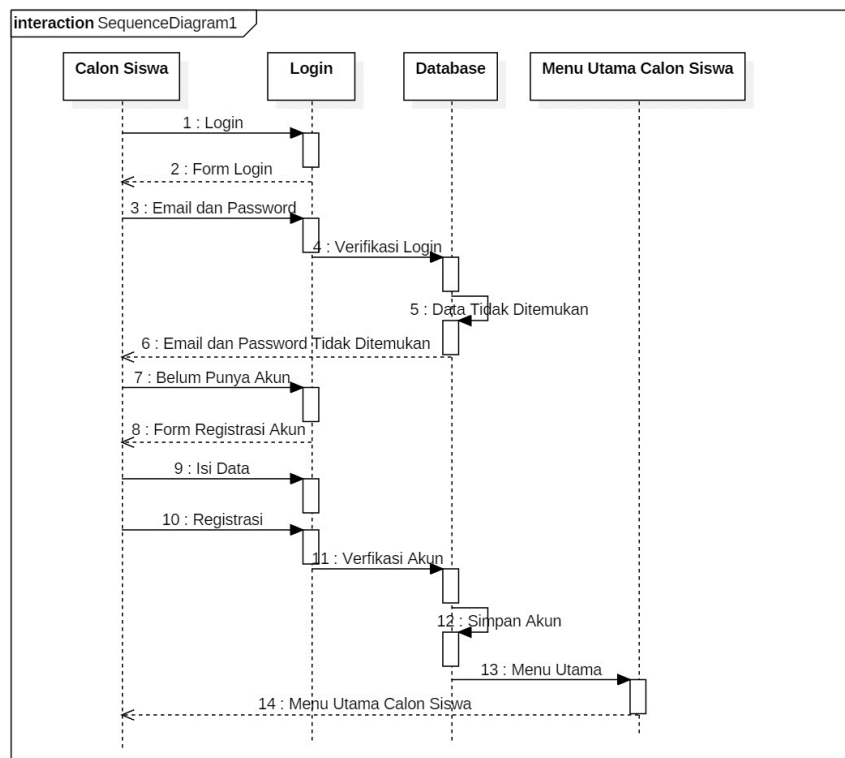 interaction SequenceDiagram1
Calon Siswa
Login
Database
Menu Utama Calon Siswa
1 : Login
2 : Form Login
3 : Email dan Password
4 : Verifikasi Login
5 : Data Tidak Ditemukan
6 : Email dan Password Tidak Ditemukan
7 : Belum Punya Akun
8 : Form Registrasi Akun
9 : Isi Data
10 : Registrasi
11 : Verfikasi Akun
12 : Simpan Akun
13 : Menu Utama
14 : Menu Utama Calon Siswa